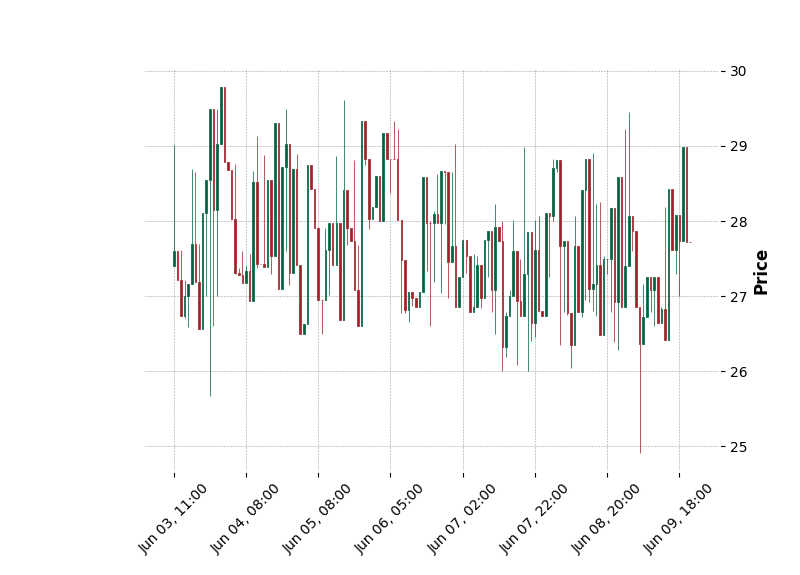 30
29
28
27
26
25
Price
Jun 03, 11:00
Jun 04, 08:00
Jun 05, 08:00
Jun 06, 05:00
Jun 07, 02:00
Jun 07, 22:00
Jun 08, 20:00
Jun 09, 18:00